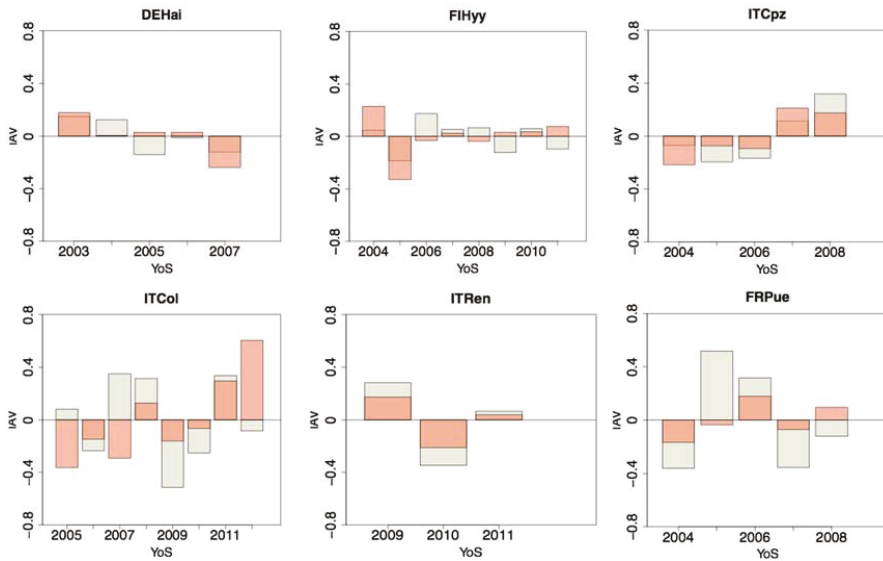 DEHai
0.8
0.4
0
−0.4
−0.8
IAV
2003 2005 2007
YoS
FIHyy
0.8
0.4
0
−0.4
−0.8
IAV
2004 2006 2008 2010
YoS
ITCpz
0.8
0.4
0
−0.4
−0.8
IAV
2004 2006 2008
YoS
ITCol
0.8
0.4
0
−0.4
−0.8
IAV
2005 2007 2009 2011
YoS
ITRen
0.8
0.4
0
−0.4
−0.8
IAV
2009 2010 2011
YoS
FRPue
0.8
0.4
0
−0.4
−0.8
IAV
2004 2006 2008
YoS